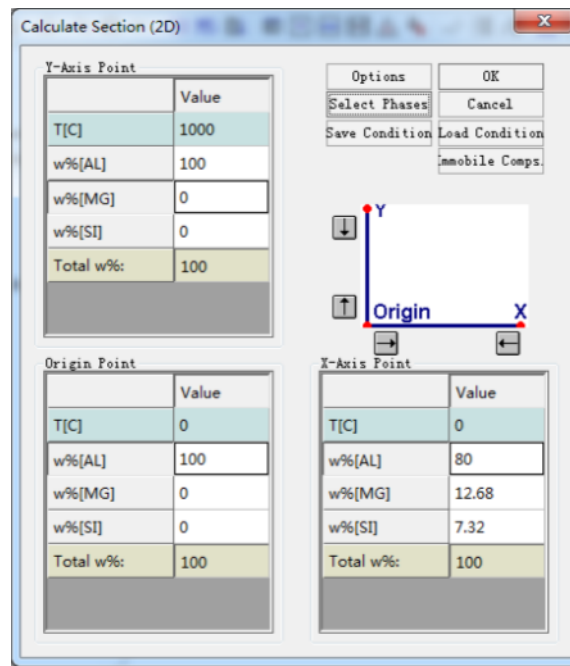 Calculate Section (2D)
Y-Axis Point
Value
T[C] 1000
w%[AL] 100
w%[MG] 0
w%[SI] 0
Total w%: 100
Options OK
Select Phases Cancel
Save Condition Load Condition
Immobile Comps.
Y
Origin X
Origin Point
Value
T[C] 0
w%[AL] 100
w%[MG] 0
w%[SI] 0
Total w%: 100
X-Axis Point
Value
T[C] 0
w%[AL] 80
w%[MG] 12.68
w%[SI] 7.32
Total w%: 100